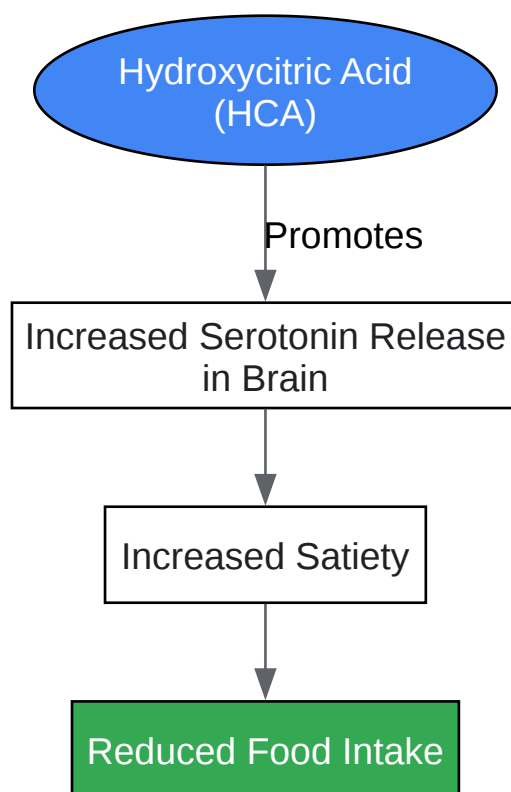 Hydroxycitric Acid
(HCA)
Promotes
Increased Serotonin Release
in Brain
Increased Satiety
Reduced Food Intake